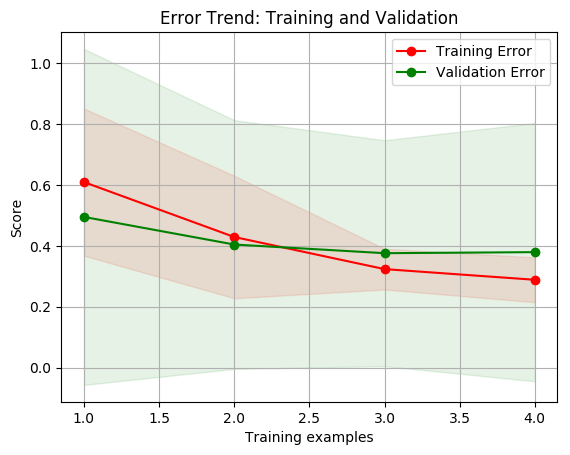 Error Trend: Training and Validation
Training Error
Validation Error
Score
1.0
0.8
0.6
0.4
0.2
0.0
1.0 1.5 2.0 2.5 3.0 3.5 4.0
Training examples